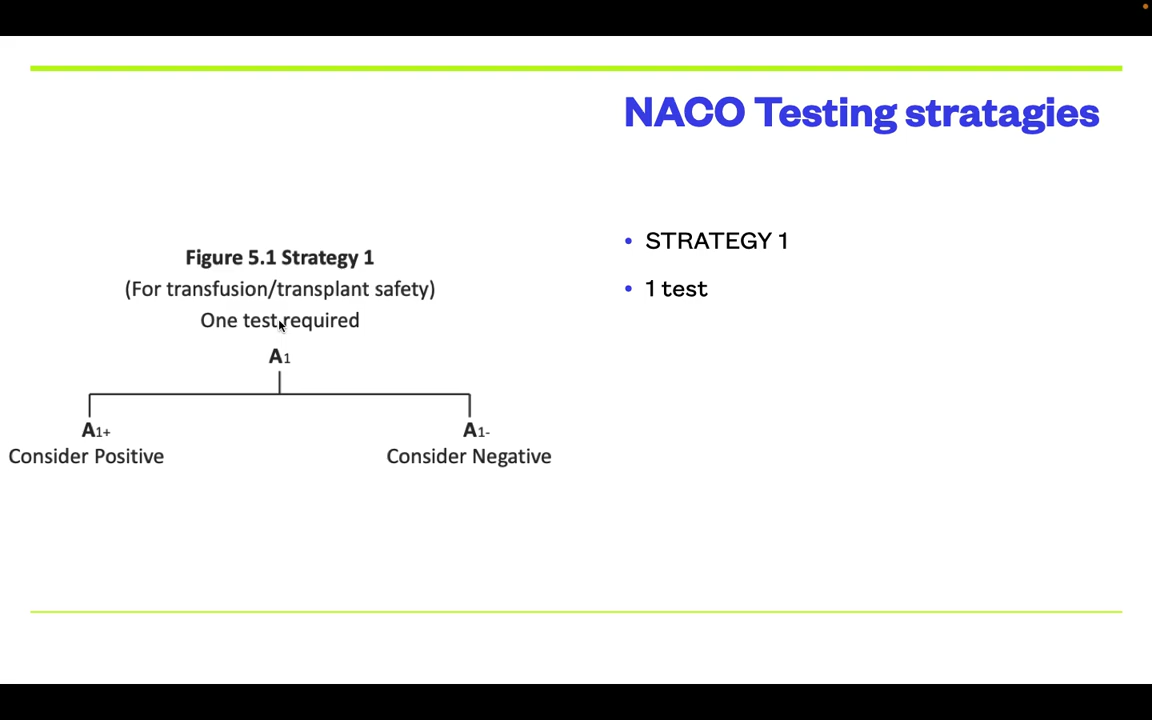 NACO Testing stratagies
Figure 5.1 Strategy 1
(For transfusion/transplant safety)
One test required
A1
A1+
A1-
Consider Positive
Consider Negative
• STRATEGY 1
• 1 test